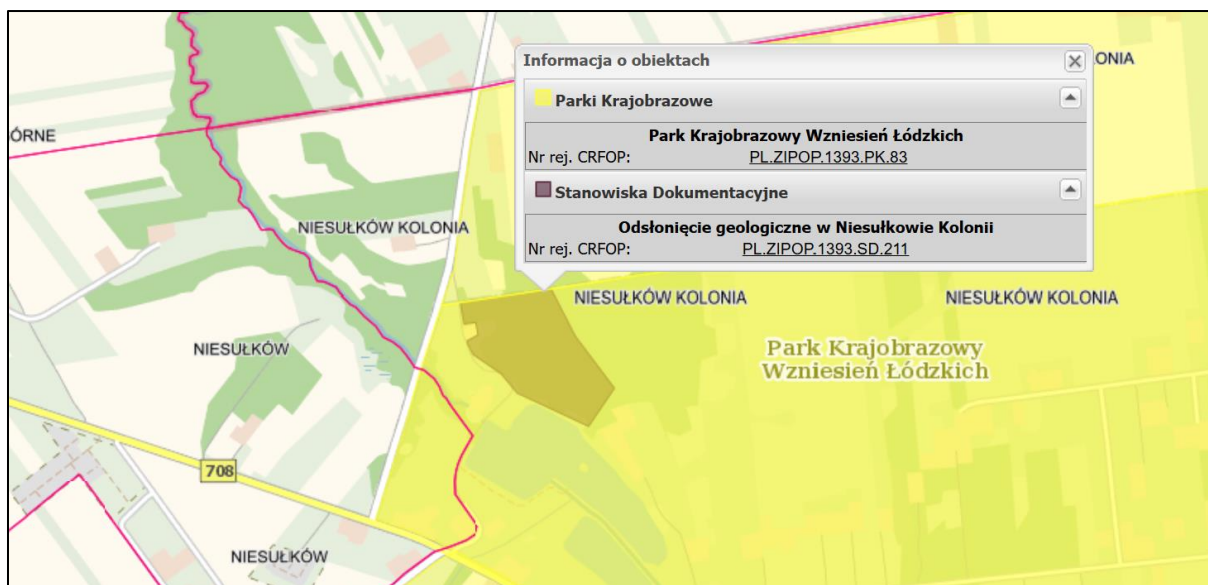 Informacja o obiektach
ONIA
Parki Krajobrazowe
Park Krajobrazowy Wzniesień Łódzkich
Nr rej. CRFOP: PL.ZIPOP.1393.PK.83
Stanowiska Dokumentacyjne
Odsłonięcie geologiczne w Niesułkowie Kolonii
Nr rej. CRFOP: PL.ZIPOP.1393.SD.211
ÓRNE
NIESUŁKÓW KOLONIA
NIESUŁKÓW KOLONIA
NIESUŁKÓW KOLONIA
NIESUŁKÓW
Park Krajobrazowy
Wzniesień Łódzkich
708
NIESUŁKÓW